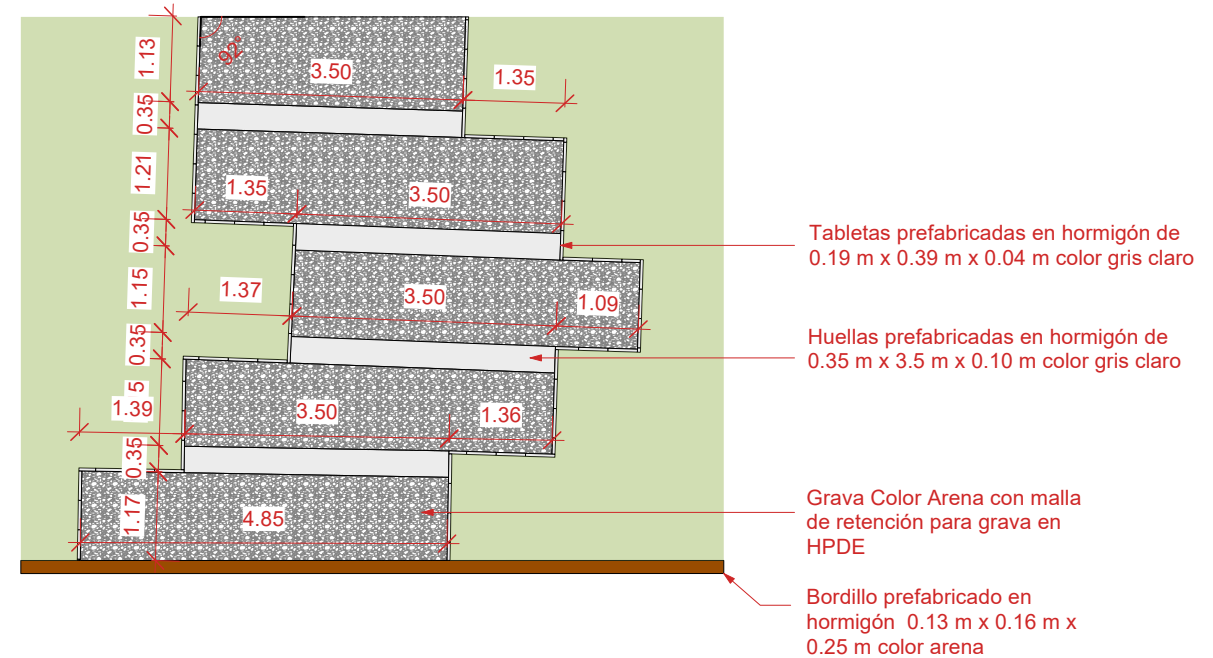 92°
1.13
3.50
1.35
0.35
1.21
1.35
3.50
0.35
1.15
1.37
3.50
1.09
0.35
5
1.39
3.50
1.36
0.35
1.17
4.85
Tabletas prefabricadas en hormigón de
0.19 m x 0.39 m x 0.04 m color gris claro
Huellas prefabricadas en hormigón de
0.35 m x 3.5 m x 0.10 m color gris claro
Grava Color Arena con malla
de retención para grava en
HPDE
Bordillo prefabricado en
hormigón 0.13 m x 0.16 m x
0.25 m color arena